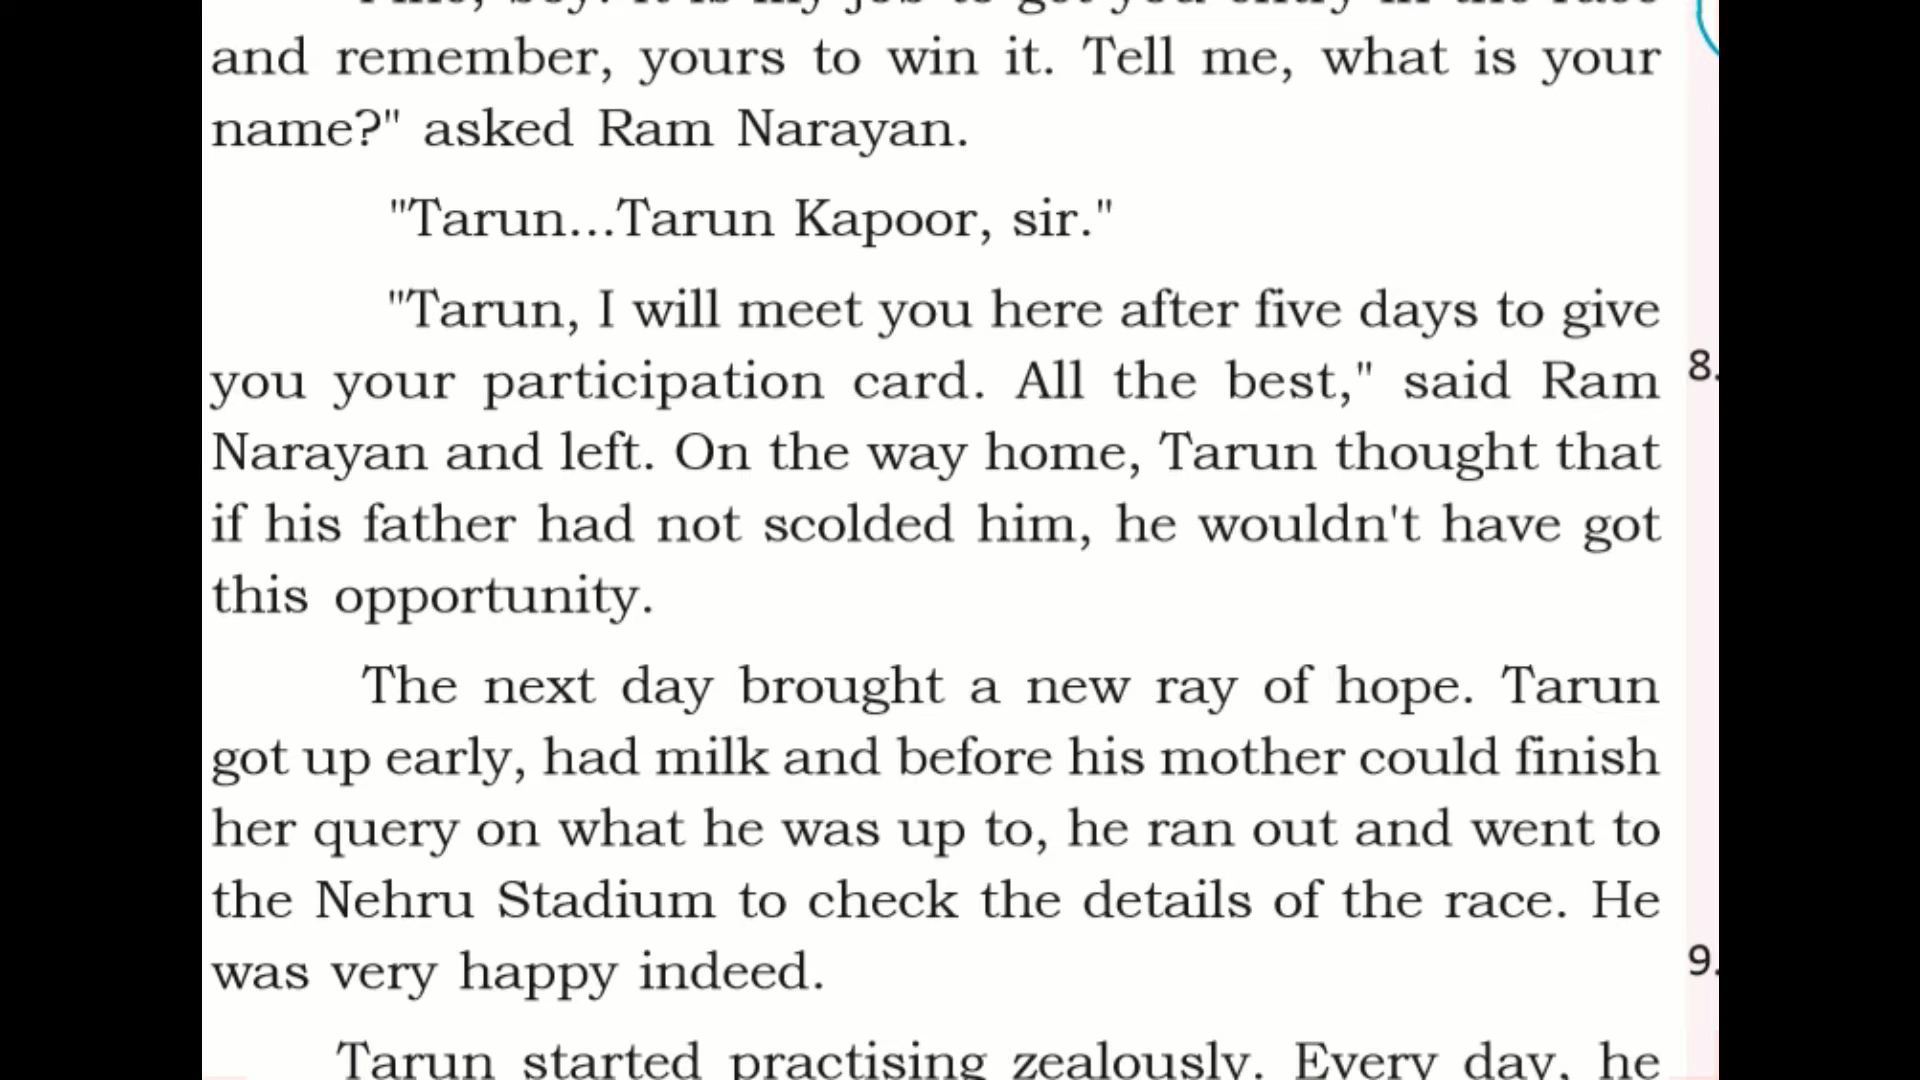 and remember, yours to win it. Tell me, what is your
name?" asked Ram Narayan.
"Tarun...Tarun Kapoor, sir."
"Tarun, I will meet you here after five days to give
you your participation card. All the best," said Ram
Narayan and left. On the way home, Tarun thought that
if his father had not scolded him, he wouldn't have got
this opportunity.
The next day brought a new ray of hope. Tarun
got up early, had milk and before his mother could finish
her query on what he was up to, he ran out and went to
the Nehru Stadium to check the details of the race. He
was very happy indeed.
Tarun started practising zealously. Every day, he
8.
9.